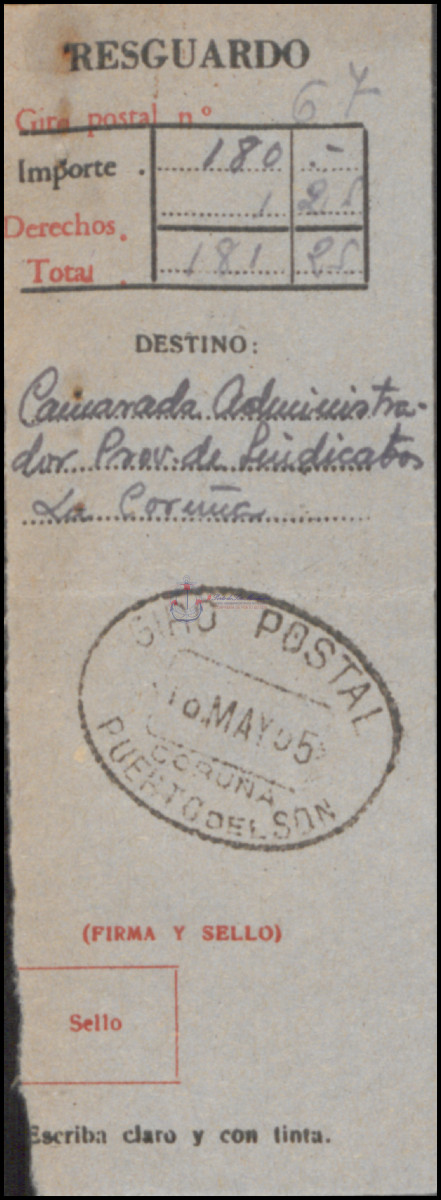 RESGUARDO
Giro postal n.º 67
Importe . 180 .-
1 25
Derechos.
Total . 181 25
DESTINO:
Camarada Administra-
dor Prov. de Sindicatos
La Coruña
GIRO POSTAL
MAY
CORUÑA
PUERTO DEL SON
(FIRMA Y SELLO)
Sello
Escriba claro y con tinta.